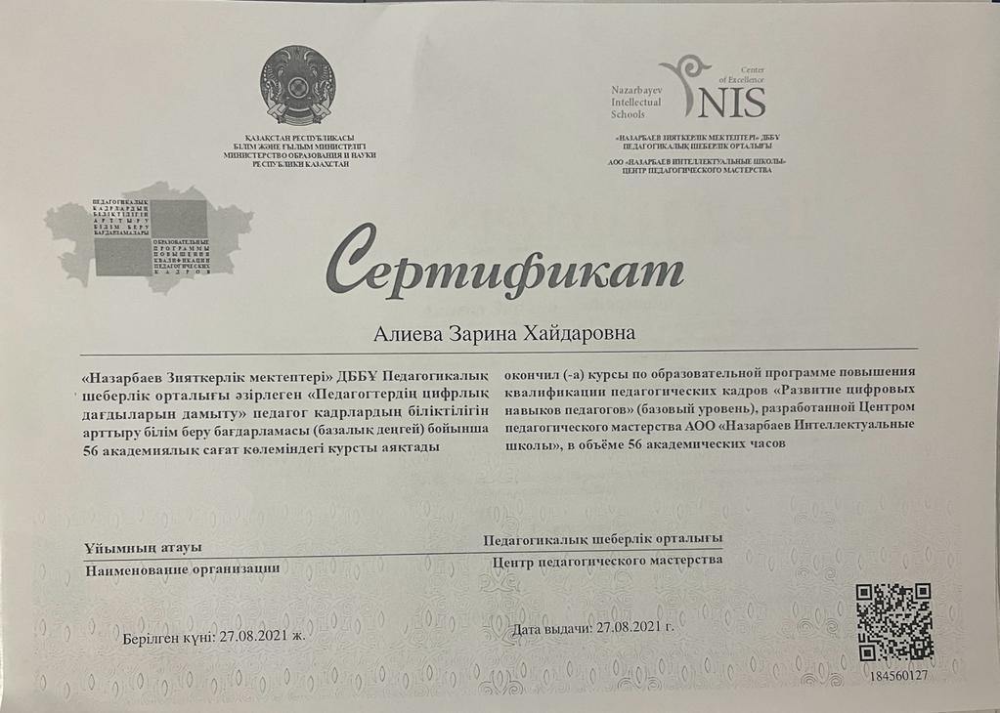 ҚАЗАҚСТАН РЕСПУБЛИКАСЫ
БІЛІМ ЖӘНЕ ҒЫЛЫМ МИНИСТРЛІГІ
МИНИСТЕРСТВО ОБРАЗОВАНИЯ И НАУКИ
РЕСПУБЛИКИ КАЗАХСТАН
Nazarbayev
Intellectual
Schools
Center
of Excellence
NIS
«НАЗАРБАЕВ ЗИЯТКЕРЛІК МЕКТЕПТЕРІ» ДББҰ
ПЕДАГОГИКАЛЫҚ ШЕБЕРЛІК ОРТАЛЫҒЫ
АОО «НАЗАРБАЕВ ИНТЕЛЛЕКТУАЛЬНЫЕ ШКОЛЫ»
ЦЕНТР ПЕДАГОГИЧЕСКОГО МАСТЕРСТВА
ПЕДАГОГИКАЛЫҚ
КАДРЛАРДЫҢ
БІЛІКТІЛІГІН
АРТТЫРУ
БІЛІМ БЕРУ
БАҒДАРЛАМАЛАРЫ
ОБРАЗОВАТЕЛЬНЫЕ
ПРОГРАММЫ
ПОВЫШЕНИЯ
КВАЛИФИКАЦИИ
ПЕДАГОГИЧЕСКИХ
КАДРОВ
Сертификат
Алиева Зарина Хайдаровна
«Назарбаев Зияткерлік мектептері» ДББҰ Педагогикалық
шеберлік орталығы әзірлеген «Педагогтердің цифрлық
дағдыларын дамыту» педагог кадрлардың біліктілігін
арттыру білім беру бағдарламасы (базалық деңгей) бойынша
56 академиялық сағат көлеміндегі курсты аяқтады
окончил (-а) курсы по образовательной программе повышения
квалификации педагогических кадров «Развитие цифровых
навыков педагогов» (базовый уровень), разработанной Центром
педагогического мастерства АОО «Назарбаев Интеллектуальные
школы», в объёме 56 академических часов
Ұйымның атауы
Наименование организации
Педагогикалық шеберлік орталығы
Центр педагогического мастерства
Берілген күні: 27.08.2021 ж.
Дата выдачи: 27.08.2021 г.
184560127